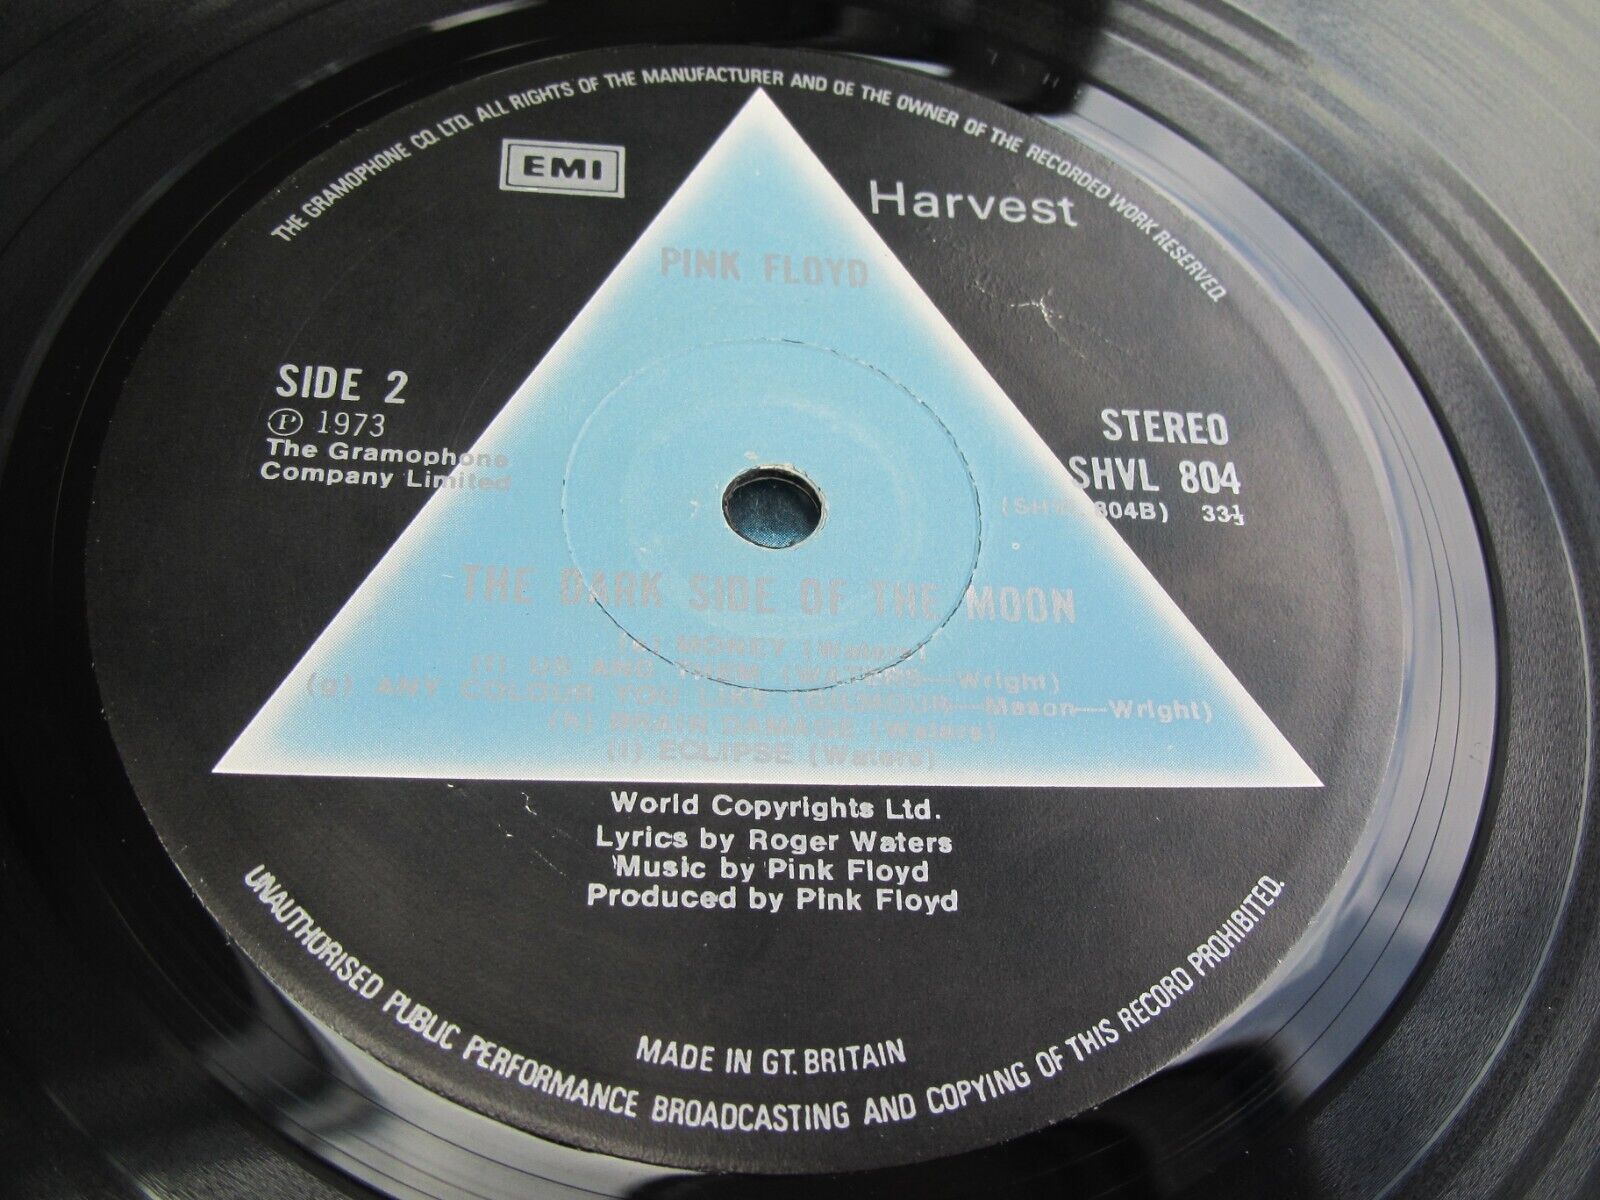 THE GRAMOPHONE CO. LTD. ALL RIGHTS OF THE MANUFACTURER AND OF THE OWNER OF THE RECORDED WORK RESERVED.
EMI
Harvest
PINK FLOYD
SIDE 2
Ⓟ 1973
The Gramophone
Company Limited
STEREO
SHVL 804
(SHVL 804B) 33⅓
THE DARK SIDE OF THE MOON
(e) MONEY (Waters)
(f) US AND THEM (WATERS—Wright)
(g) ANY COLOUR YOU LIKE (GILMOUR—Mason—Wright)
(h) BRAIN DAMAGE (Waters)
(i) ECLIPSE (Waters)
World Copyrights Ltd.
Lyrics by Roger Waters
Music by Pink Floyd
Produced by Pink Floyd
MADE IN GT. BRITAIN
UNAUTHORISED PUBLIC PERFORMANCE BROADCASTING AND COPYING OF THIS RECORD PROHIBITED.